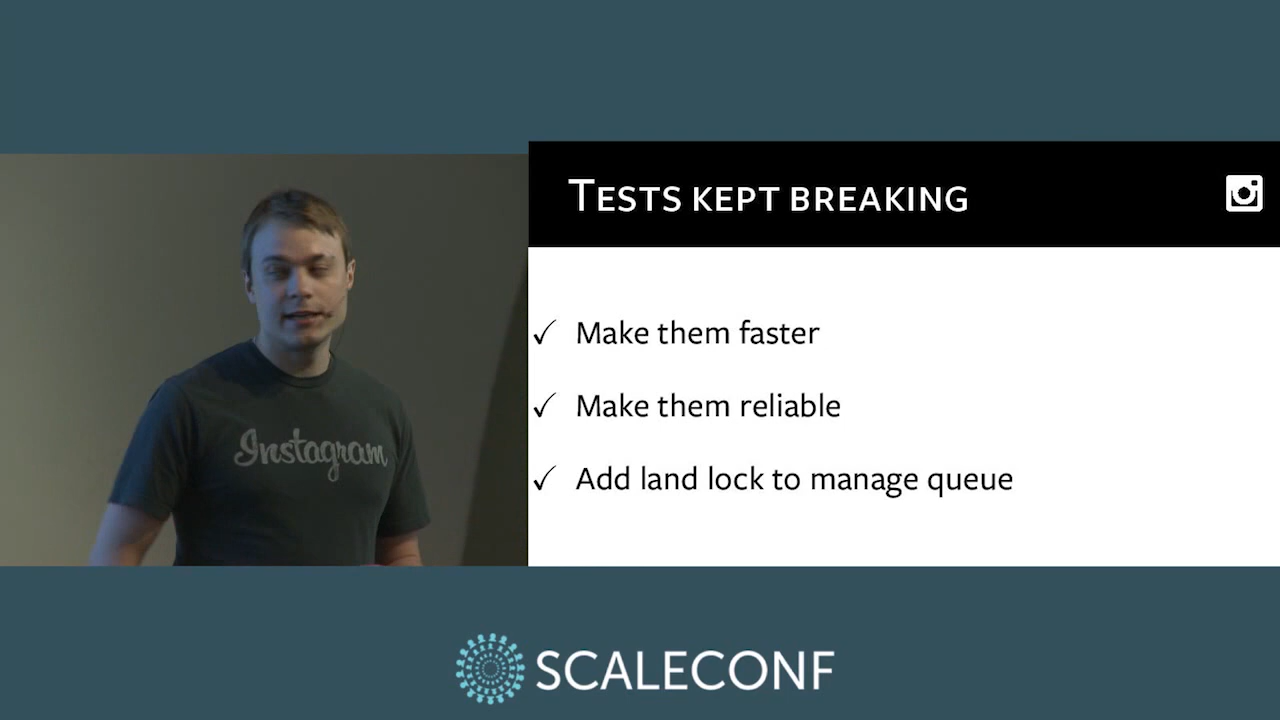 Tests kept breaking
Instagram
✓ Make them faster
✓ Make them reliable
✓ Add land lock to manage queue
SCALECONF